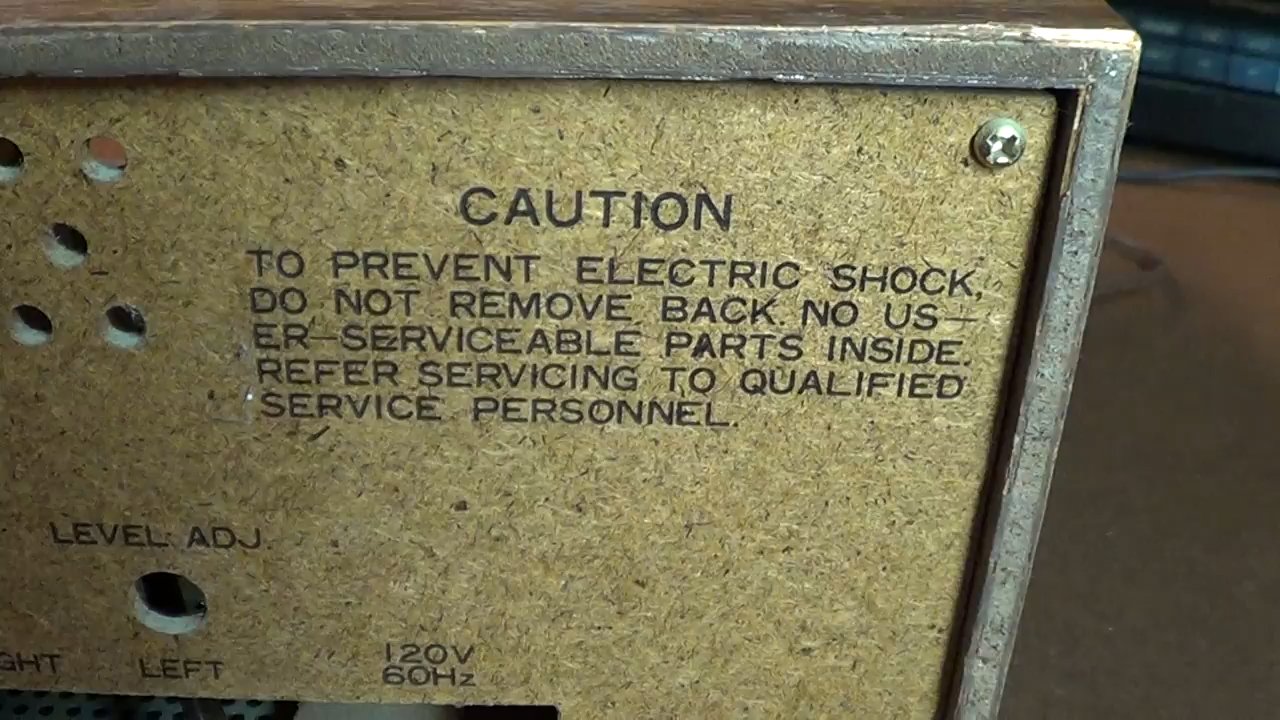 CAUTION
TO PREVENT ELECTRIC SHOCK,
DO NOT REMOVE BACK. NO US—
ER—SERVICEABLE PARTS INSIDE.
REFER SERVICING TO QUALIFIED
SERVICE PERSONNEL.
LEVEL ADJ.
GHT LEFT
120V
60Hz